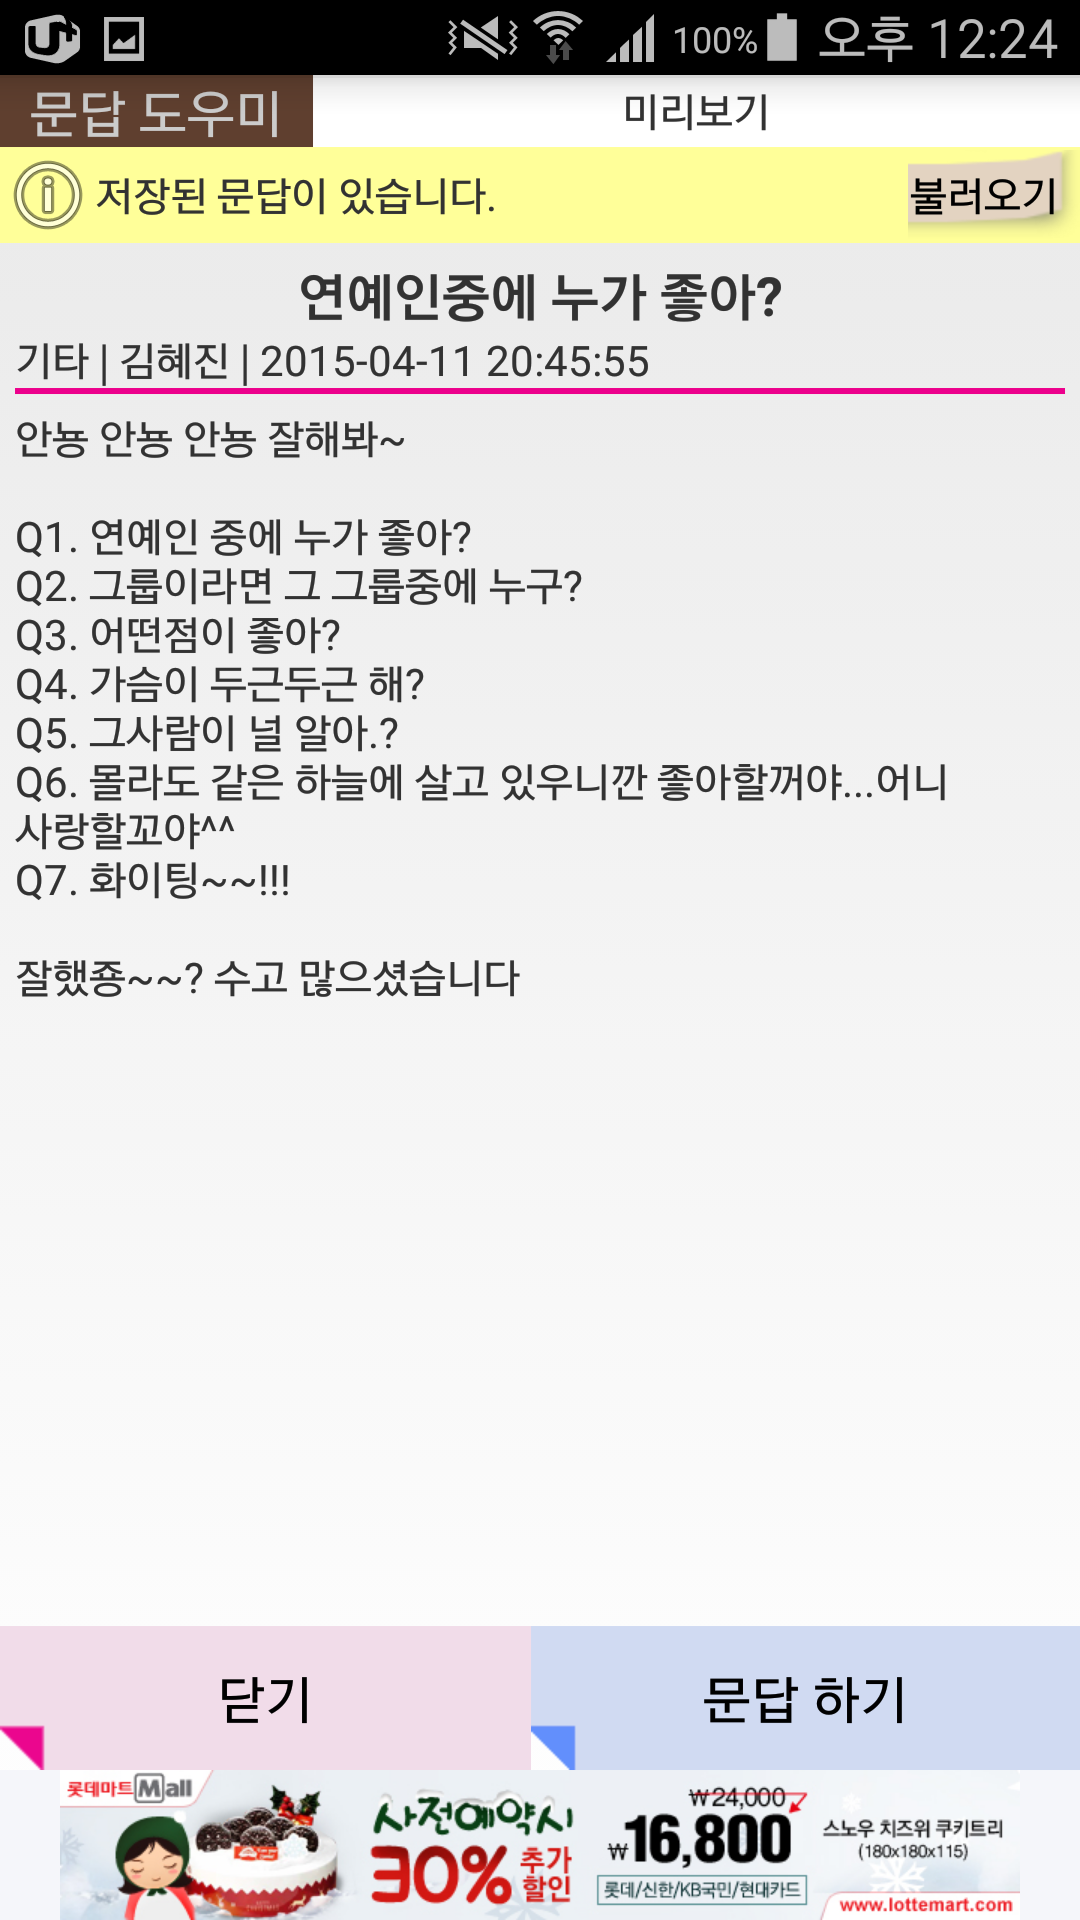 U+ 100% 오후 12:24
문답 도우미 미리보기
저장된 문답이 있습니다. 불러오기
연예인중에 누가 좋아?
기타 | 김혜진 | 2015-04-11 20:45:55
안뇽 안뇽 안뇽 잘해봐~
Q1. 연예인 중에 누가 좋아?
Q2. 그룹이라면 그 그룹중에 누구?
Q3. 어떤점이 좋아?
Q4. 가슴이 두근두근 해?
Q5. 그사람이 널 알아.?
Q6. 몰라도 같은 하늘에 살고 있우니깐 좋아할꺼야...어니
사랑할꼬야^^
Q7. 화이팅~~!!!
잘했죵~~? 수고 많으셨습니다
닫기 문답 하기
롯데마트 Mall
사전예약시
30% 추가 할인
₩24,000
₩16,800
롯데/신한/KB국민/현대카드
스노우 치즈위 쿠키트리
(180x180x115)
www.lottemart.com